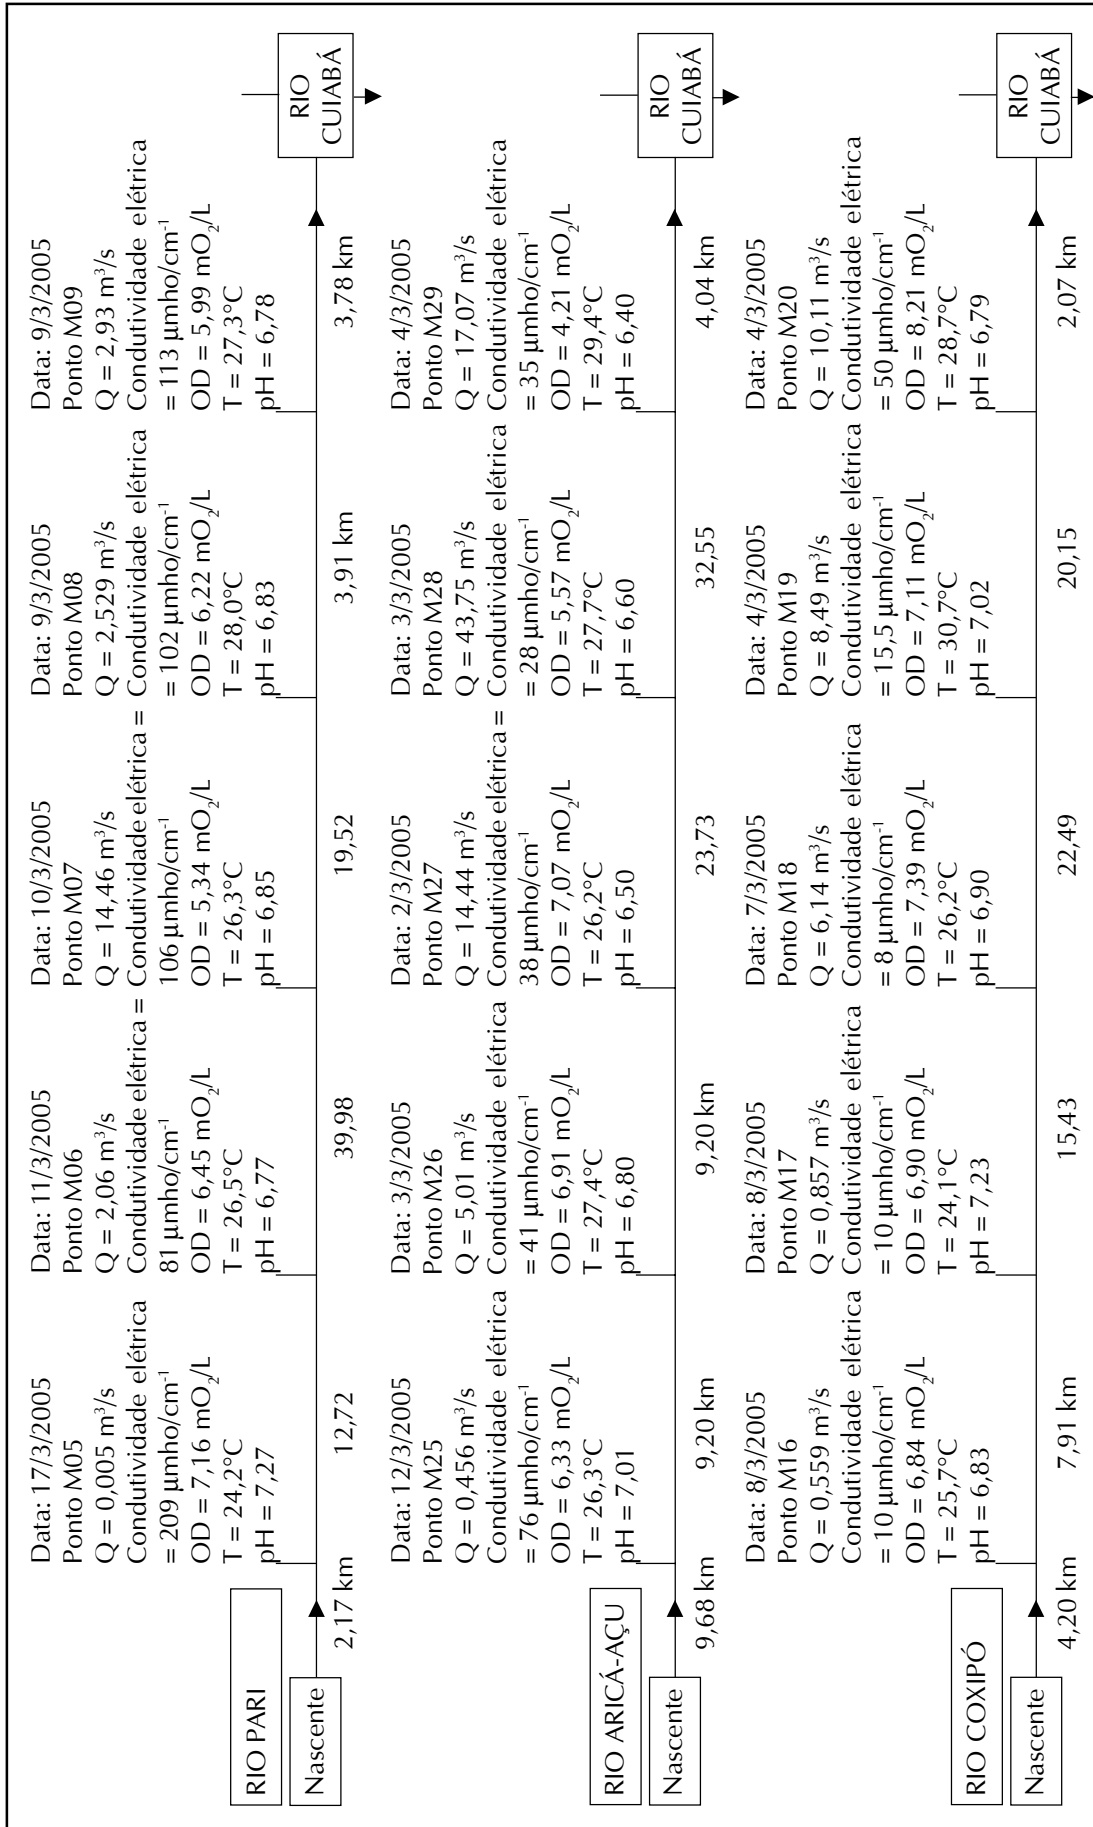 RIO PARI
Nascente
2,17 km
Data: 17/3/2005
Ponto M05
Q = 0,005 m³/s
Condutividade elétrica
= 209 µmho/cm⁻¹
OD = 7,16 mO₂/L
T = 24,2°C
pH = 7,27
12,72
Data: 11/3/2005
Ponto M06
Q = 2,06 m³/s
Condutividade elétrica =
81 µmho/cm⁻¹
OD = 6,45 mO₂/L
T = 26,5°C
pH = 6,77
39,98
Data: 10/3/2005
Ponto M07
Q = 14,46 m³/s
Condutividade elétrica =
106 µmho/cm⁻¹
OD = 5,34 mO₂/L
T = 26,3°C
pH = 6,85
19,52
Data: 9/3/2005
Ponto M08
Q = 2,529 m³/s
Condutividade elétrica
= 102 µmho/cm⁻¹
OD = 6,22 mO₂/L
T = 28,0°C
pH = 6,83
3,91 km
Data: 9/3/2005
Ponto M09
Q = 2,93 m³/s
Condutividade elétrica
= 113 µmho/cm⁻¹
OD = 5,99 mO₂/L
T = 27,3°C
pH = 6,78
3,78 km
RIO
CUIABÁ
RIO ARICÁ-AÇU
Nascente
9,68 km
Data: 12/3/2005
Ponto M25
Q = 0,456 m³/s
Condutividade elétrica
= 76 µmho/cm⁻¹
OD = 6,33 mO₂/L
T = 26,3°C
pH = 7,01
9,20 km
Data: 3/3/2005
Ponto M26
Q = 5,01 m³/s
Condutividade elétrica
= 41 µmho/cm⁻¹
OD = 6,91 mO₂/L
T = 27,4°C
pH = 6,80
9,20 km
Data: 2/3/2005
Ponto M27
Q = 14,44 m³/s
Condutividade elétrica =
38 µmho/cm⁻¹
OD = 7,07 mO₂/L
T = 26,2°C
pH = 6,50
23,73
Data: 3/3/2005
Ponto M28
Q = 43,75 m³/s
Condutividade elétrica
= 28 µmho/cm⁻¹
OD = 5,57 mO₂/L
T = 27,7°C
pH = 6,60
32,55
Data: 4/3/2005
Ponto M29
Q = 17,07 m³/s
Condutividade elétrica
= 35 µmho/cm⁻¹
OD = 4,21 mO₂/L
T = 29,4°C
pH = 6,40
4,04 km
RIO
CUIABÁ
RIO COXIPÓ
Nascente
4,20 km
Data: 8/3/2005
Ponto M16
Q = 0,559 m³/s
Condutividade elétrica
= 10 µmho/cm⁻¹
OD = 6,84 mO₂/L
T = 25,7°C
pH = 6,83
7,91 km
Data: 8/3/2005
Ponto M17
Q = 0,857 m³/s
Condutividade elétrica
= 10 µmho/cm⁻¹
OD = 6,90 mO₂/L
T = 24,1°C
pH = 7,23
15,43
Data: 7/3/2005
Ponto M18
Q = 6,14 m³/s
Condutividade elétrica
= 8 µmho/cm⁻¹
OD = 7,39 mO₂/L
T = 26,2°C
pH = 6,90
22,49
Data: 4/3/2005
Ponto M19
Q = 8,49 m³/s
Condutividade elétrica
= 15,5 µmho/cm⁻¹
OD = 7,11 mO₂/L
T = 30,7°C
pH = 7,02
20,15
Data: 4/3/2005
Ponto M20
Q = 10,11 m³/s
Condutividade elétrica
= 50 µmho/cm⁻¹
OD = 8,21 mO₂/L
T = 28,7°C
pH = 6,79
2,07 km
RIO
CUIABÁ